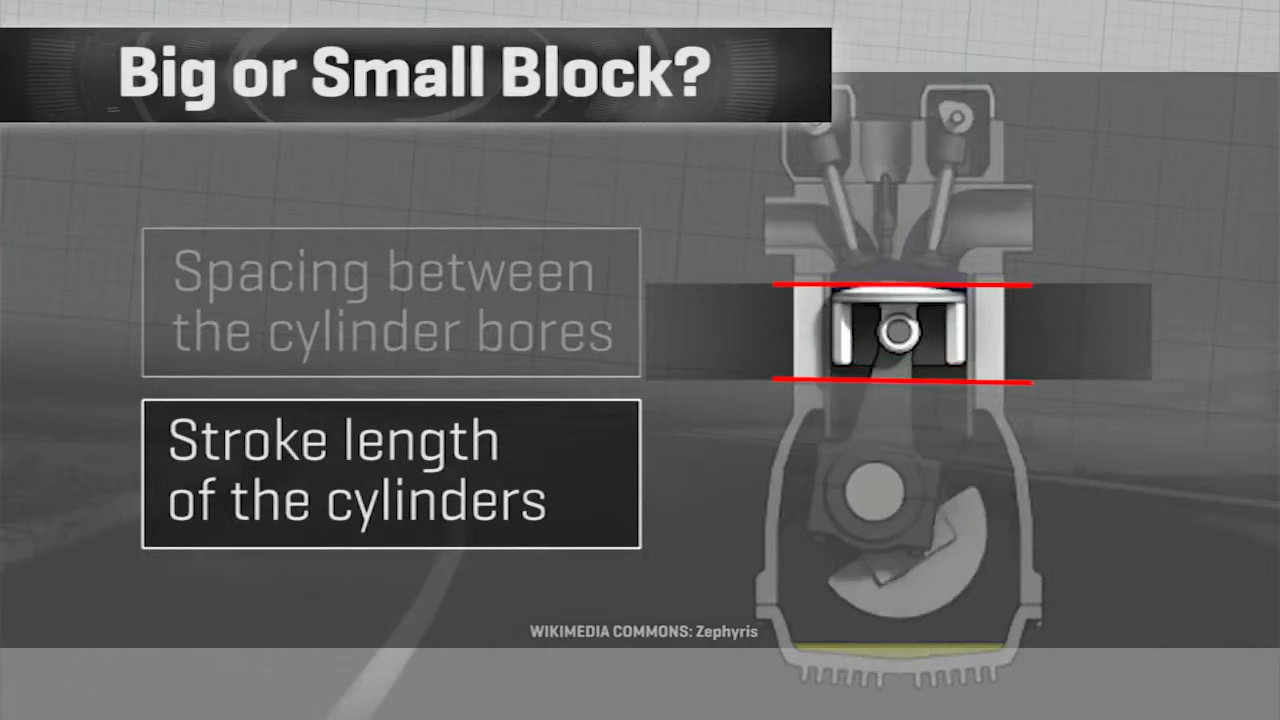 Big or Small Block?
Spacing between
the cylinder bores
Stroke length
of the cylinders
WIKIMEDIA COMMONS: Zephyris